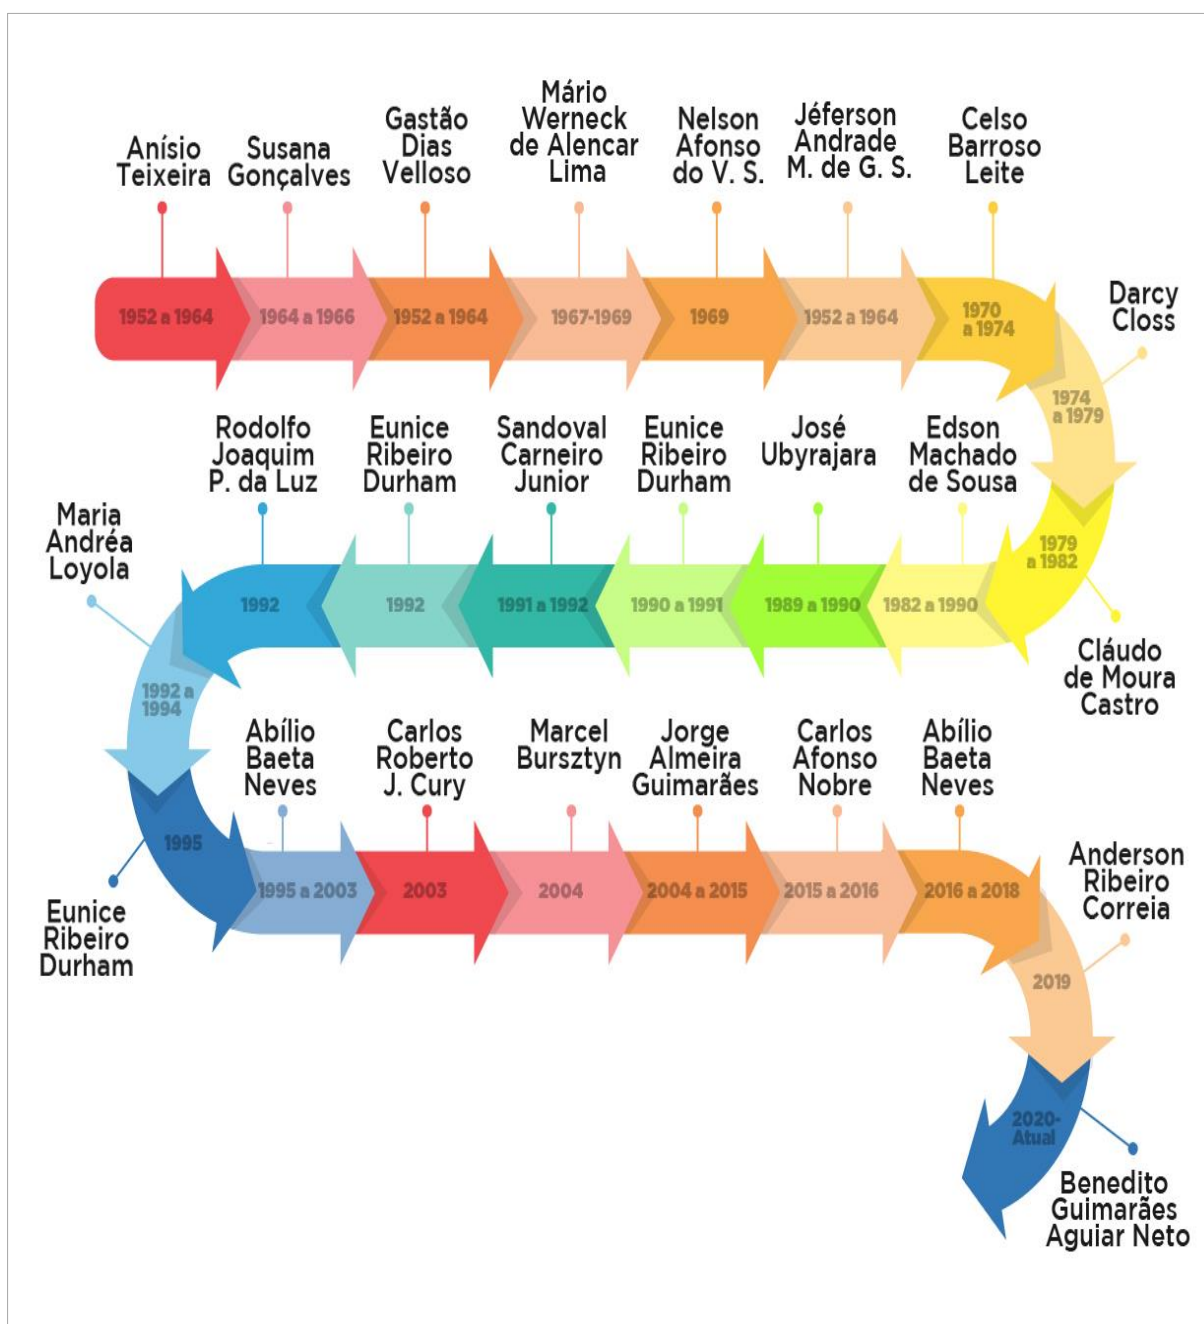 Anísio
Teixeira
Susana
Gonçalves
Gastão
Dias
Velloso
Mário
Werneck
de Alencar
Lima
Nelson
Afonso
do V. S.
Jéferson
Andrade
M. de G. S.
Celso
Barroso
Leite
1952 a 1964
1964 a 1966
1952 a 1964
1967-1969
1969
1952 a 1964
1970
a 1974
Darcy
Closs
1974
a 1979
1979
a 1982
Cláudo
de Moura
Castro
Edson
Machado
de Sousa
1982 a 1990
José
Ubyrajara
1989 a 1990
Eunice
Ribeiro
Durham
1990 a 1991
Sandoval
Carneiro
Junior
1991 a 1992
Eunice
Ribeiro
Durham
1992
Rodolfo
Joaquim
P. da Luz
1992
Maria
Andréa
Loyola
1992 a
1994
1995
Eunice
Ribeiro
Durham
Abílio
Baeta
Neves
1995 a 2003
Carlos
Roberto
J. Cury
2003
Marcel
Bursztyn
2004
Jorge
Almeira
Guimarães
2004 a 2015
Carlos
Afonso
Nobre
2015 a 2016
Abílio
Baeta
Neves
2016 a 2018
Anderson
Ribeiro
Correia
2019
2020-
Atual
Benedito
Guimarães
Aguiar Neto